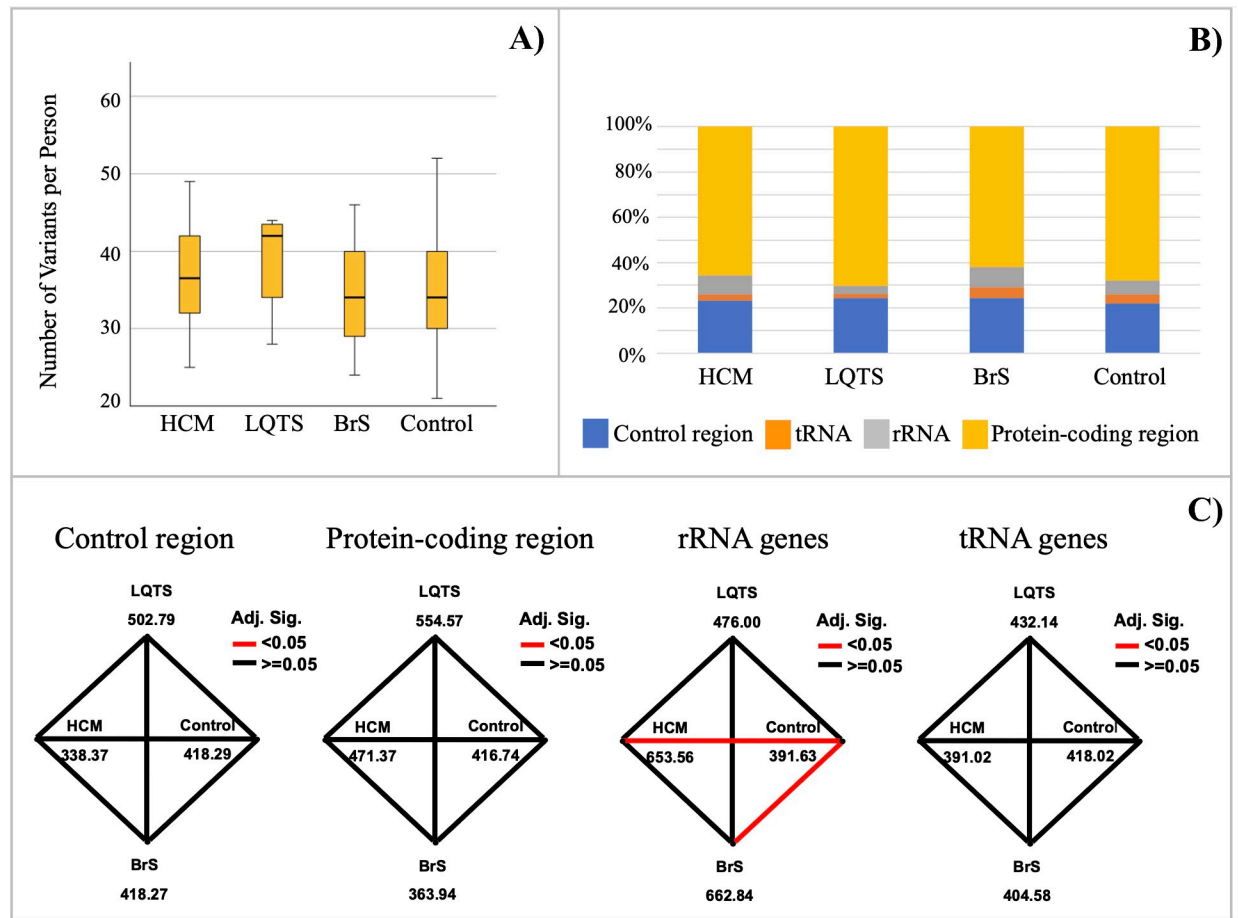 A)
Number of Variants per Person
60
50
40
30
20
HCM LQTS BrS Control
B)
100%
80%
60%
40%
20%
0%
HCM LQTS BrS Control
Control region tRNA rRNA Protein-coding region
C)
Control region
LQTS
502.79
Adj. Sig.
<0.05
>=0.05
HCM Control
338.37 418.29
BrS
418.27
Protein-coding region
LQTS
554.57
Adj. Sig.
<0.05
>=0.05
HCM Control
471.37 416.74
BrS
363.94
rRNA genes
LQTS
476.00
Adj. Sig.
<0.05
>=0.05
HCM Control
653.56 391.63
BrS
662.84
tRNA genes
LQTS
432.14
Adj. Sig.
<0.05
>=0.05
HCM Control
391.02 418.02
BrS
404.58